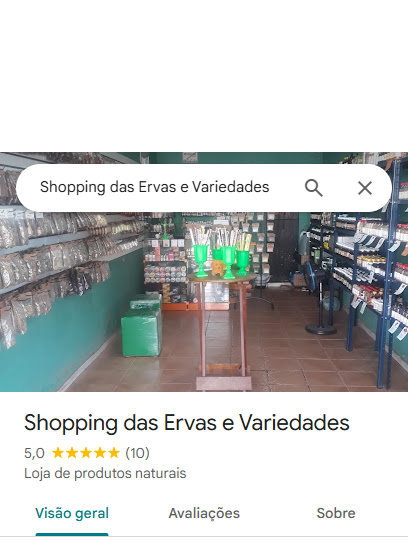 Shopping das Ervas e Variedades
Shopping das Ervas e Variedades
5,0 (10)
Loja de produtos naturais
Visão geral Avaliações Sobre